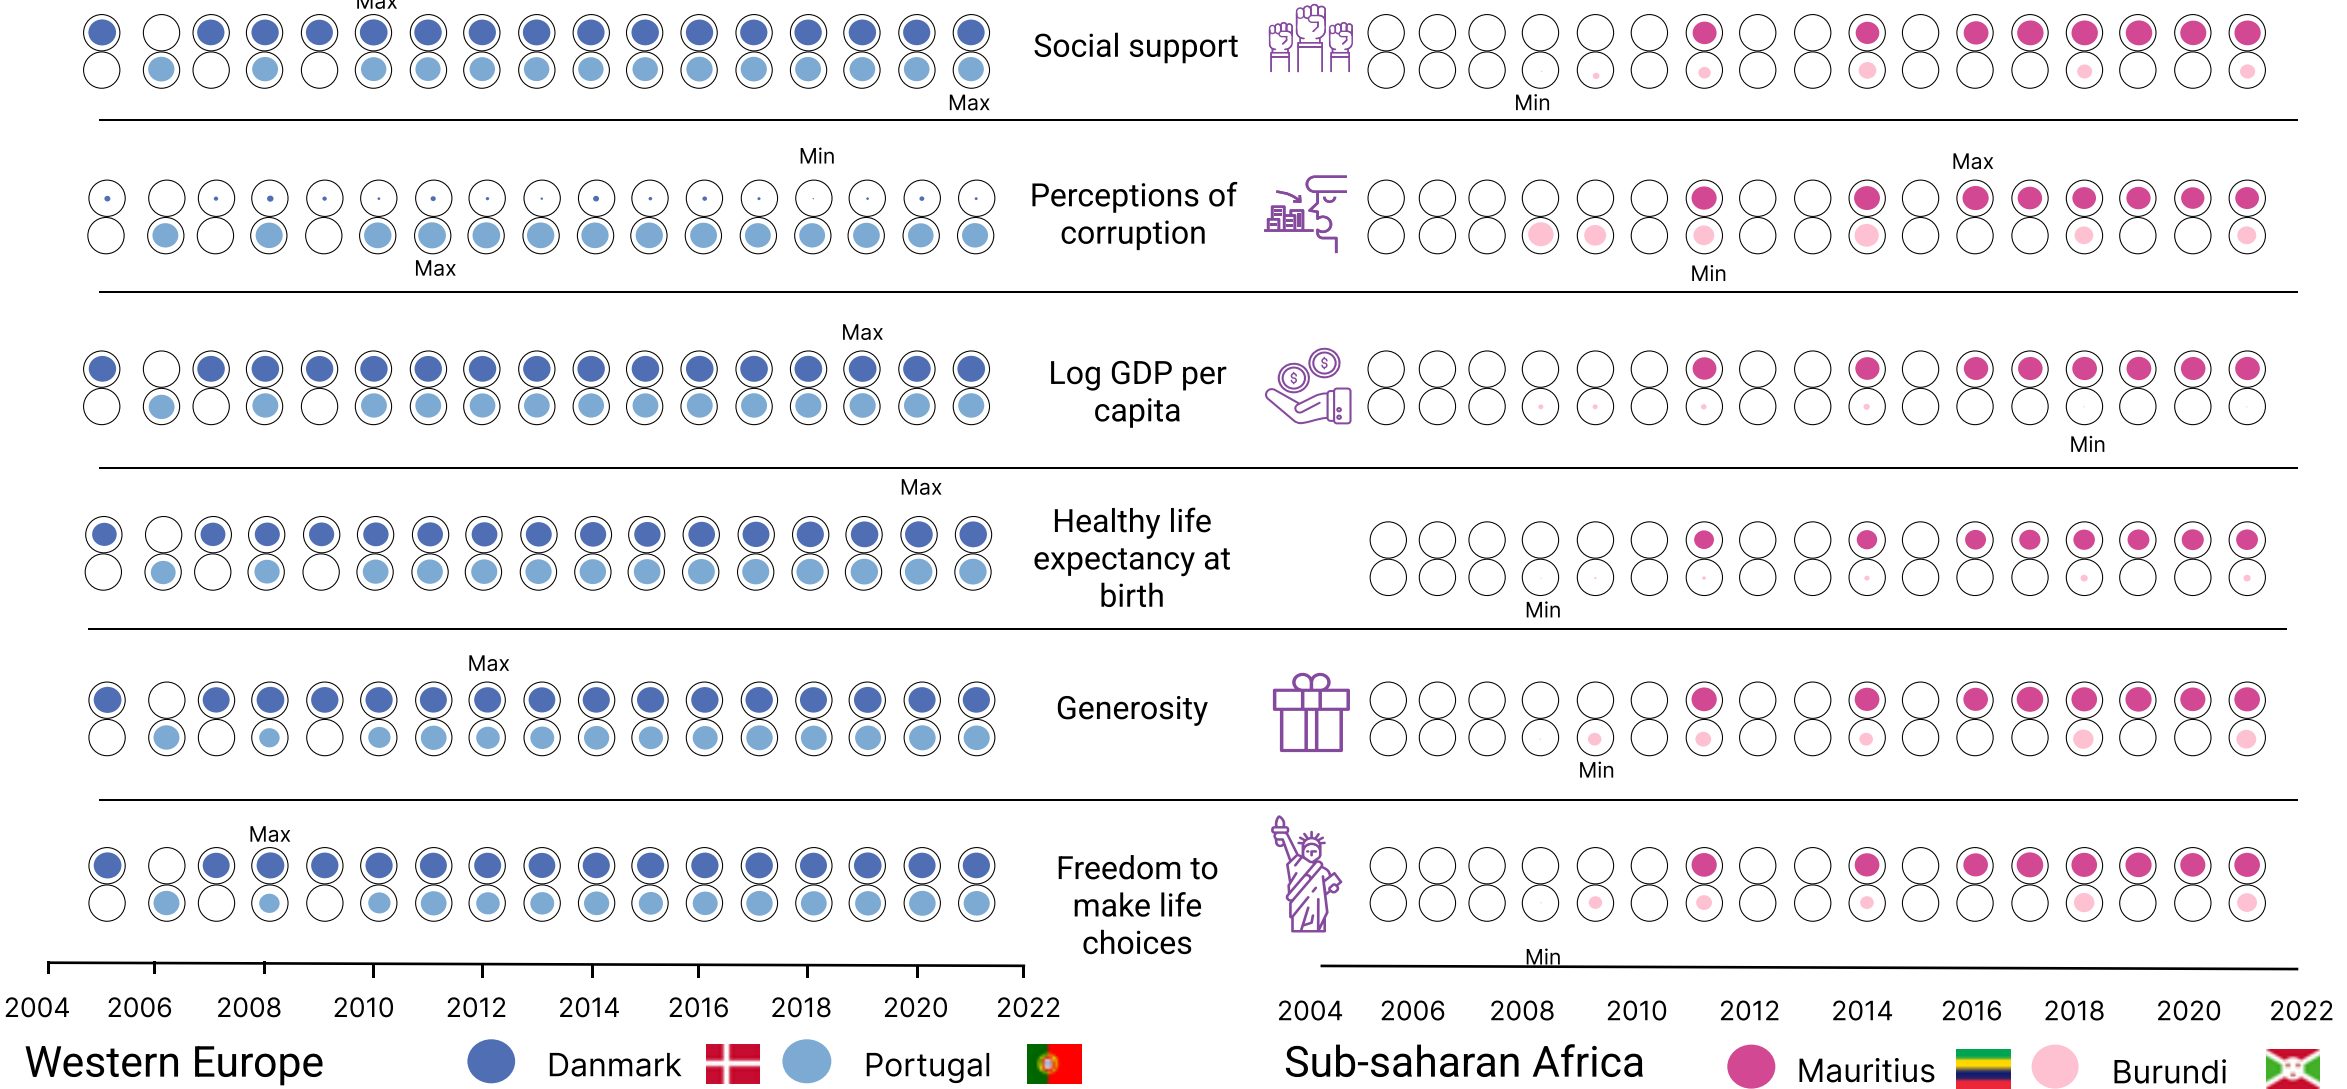 Max
Social support
Max
Min
Min
Max
Perceptions of
corruption
Max
Min
Max
Log GDP per
capita
Min
Max
Healthy life
expectancy at
birth
Min
Max
Generosity
Min
Max
Freedom to
make life
choices
Min
2004 2006 2008 2010 2012 2014 2016 2018 2020 2022
2004 2006 2008 2010 2012 2014 2016 2018 2020 2022
Western Europe Danmark Portugal
Sub-saharan Africa Mauritius Burundi
$ $